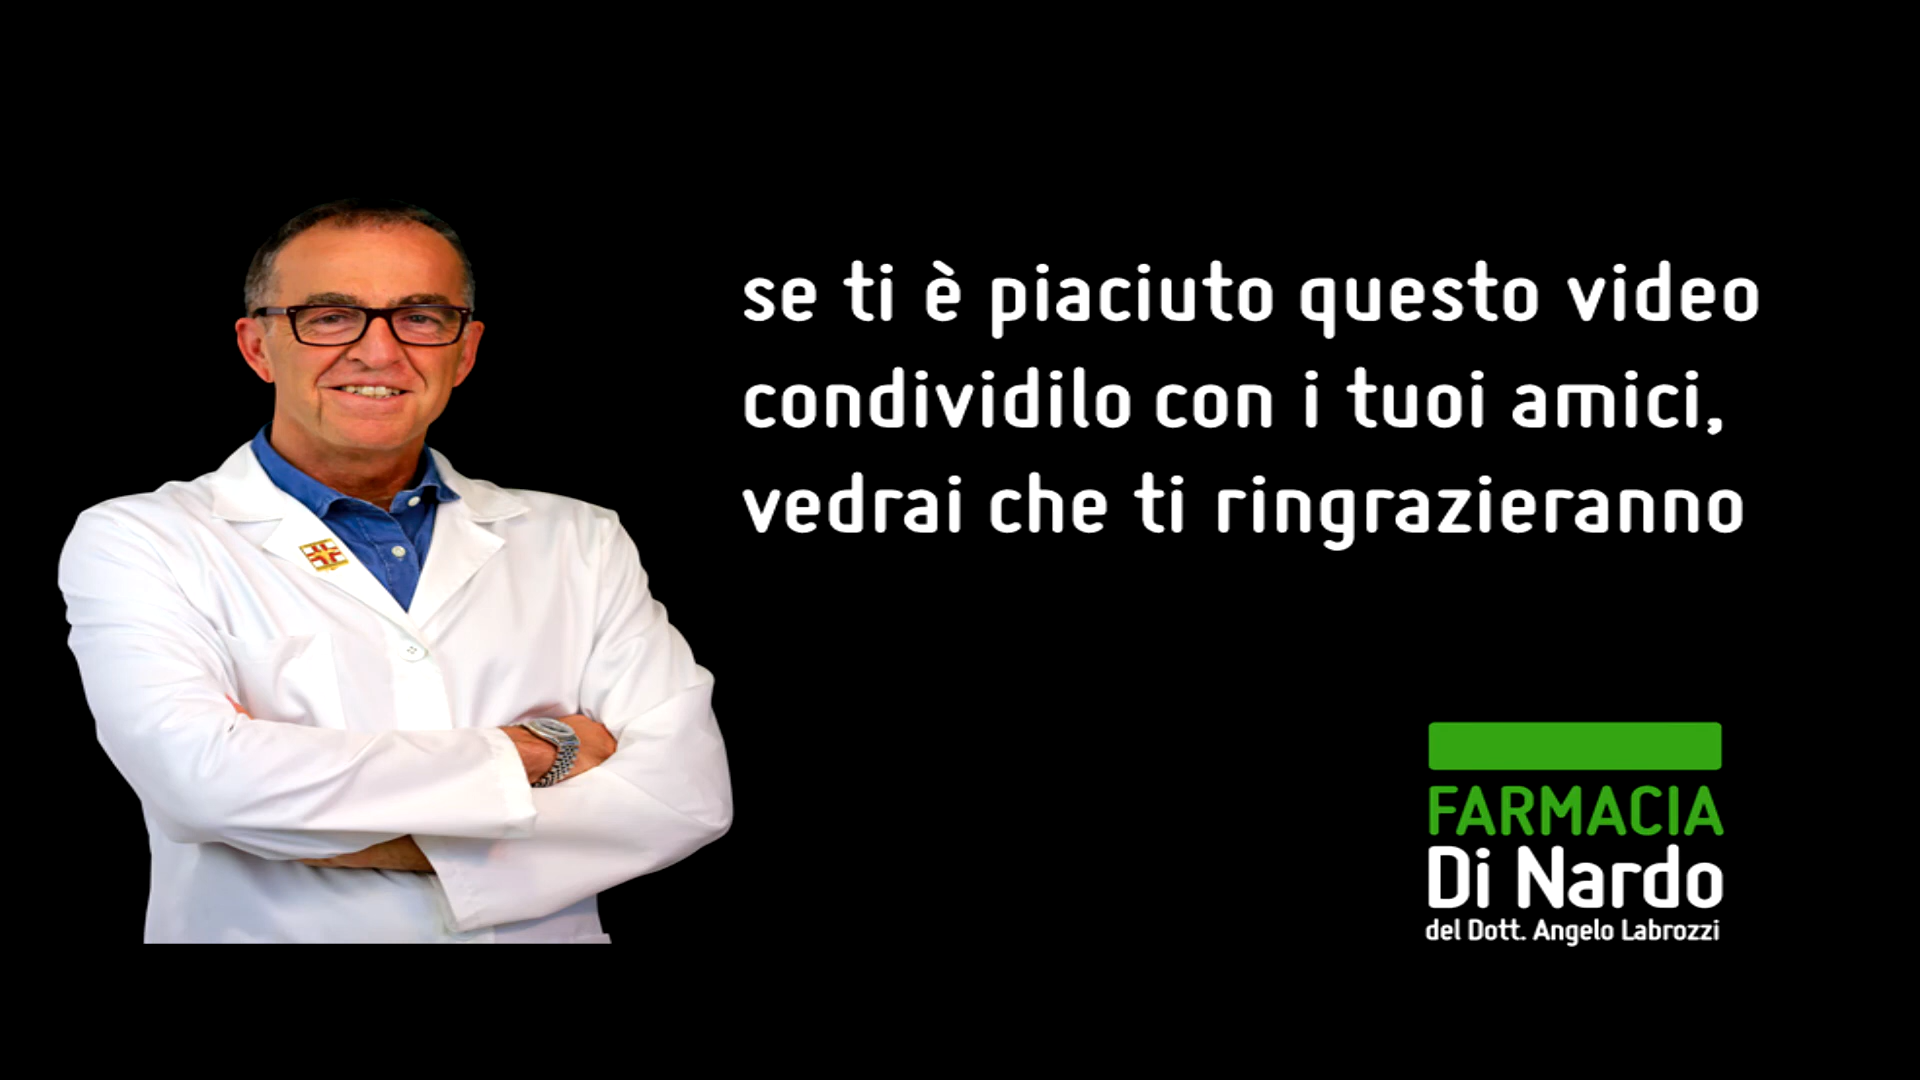 se ti è piaciuto questo video
condividilo con i tuoi amici,
vedrai che ti ringrazieranno
FARMACIA
Di Nardo
del Dott. Angelo Labrozzi